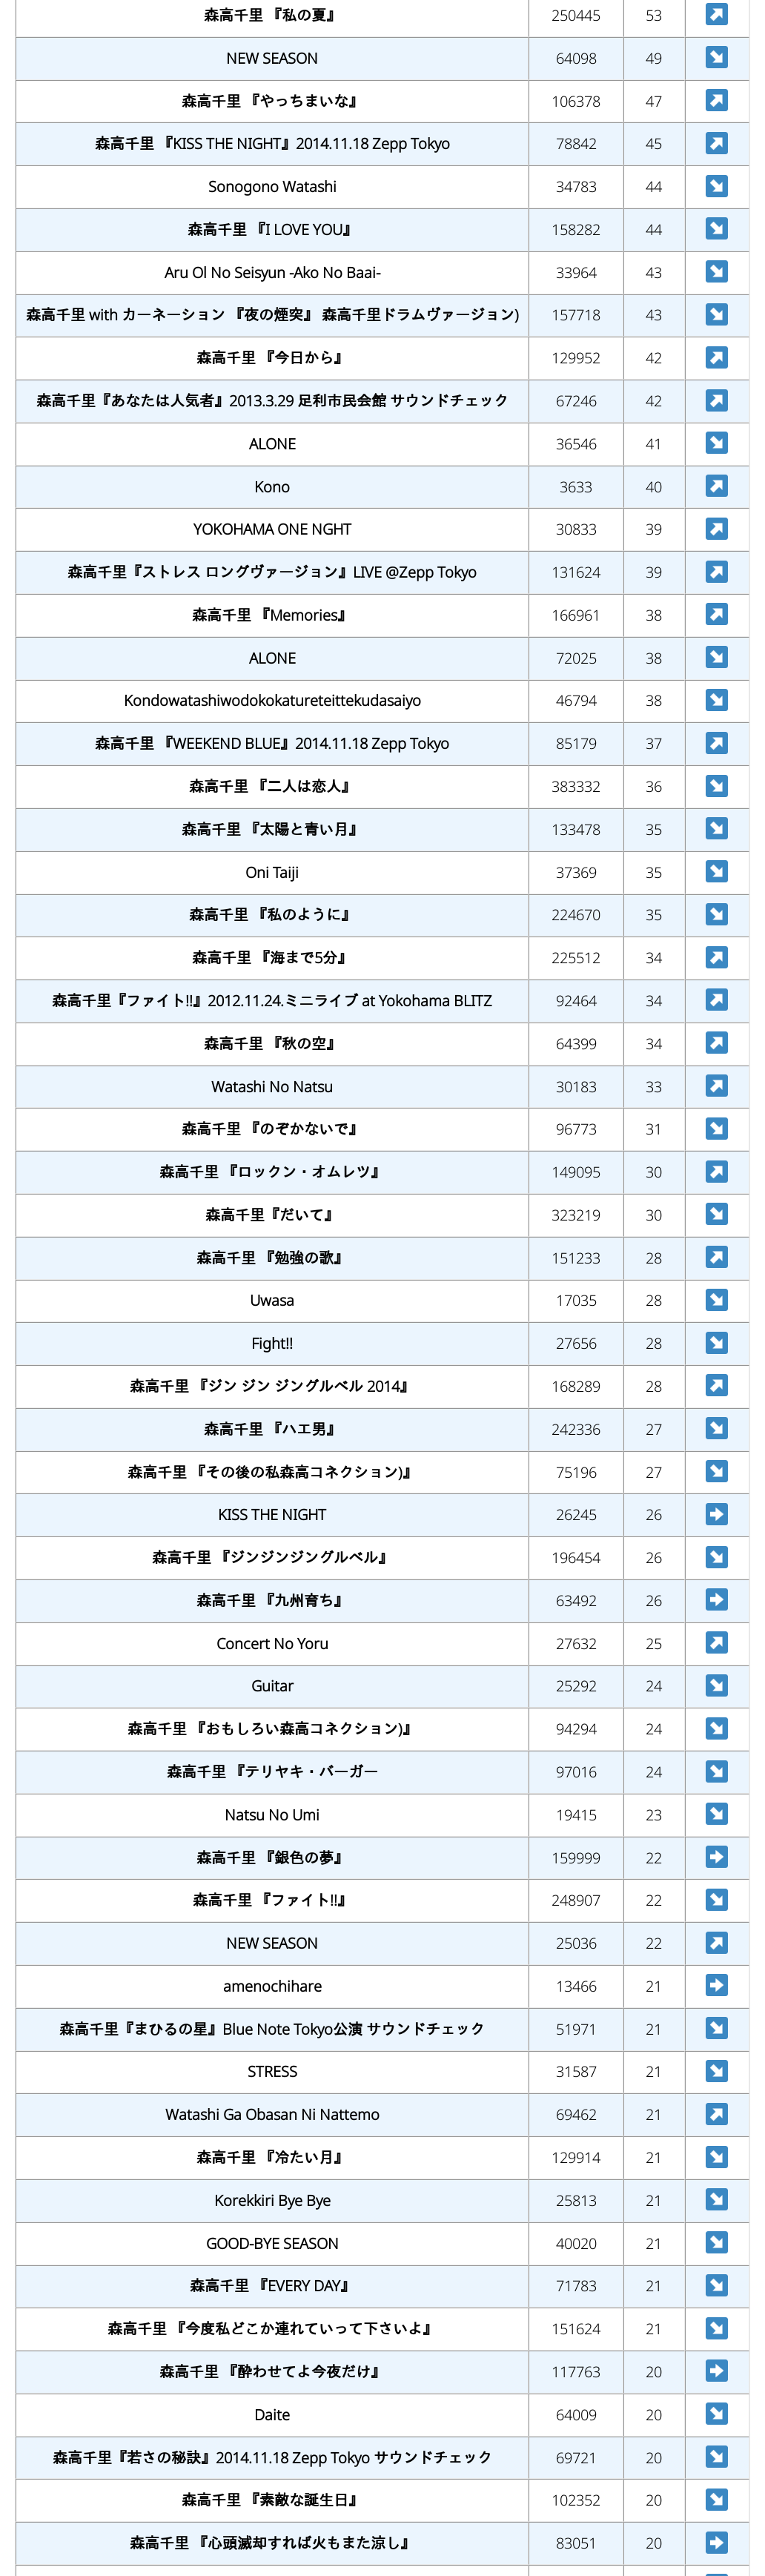 森高千里 『私の夏』 250445 53
NEW SEASON 64098 49
森高千里 『やっちまいな』 106378 47
森高千里 『KISS THE NIGHT』2014.11.18 Zepp Tokyo 78842 45
Sonogono Watashi 34783 44
森高千里 『I LOVE YOU』 158282 44
Aru Ol No Seisyun -Ako No Baai- 33964 43
森高千里 with カーネーション 『夜の煙突』 森高千里ドラムヴァージョン) 157718 43
森高千里 『今日から』 129952 42
森高千里『あなたは人気者』2013.3.29 足利市民会館 サウンドチェック 67246 42
ALONE 36546 41
Kono 3633 40
YOKOHAMA ONE NGHT 30833 39
森高千里『ストレス ロングヴァージョン』LIVE @Zepp Tokyo 131624 39
森高千里 『Memories』 166961 38
ALONE 72025 38
Kondowatashiwodokokatureteittekudasaiyo 46794 38
森高千里 『WEEKEND BLUE』2014.11.18 Zepp Tokyo 85179 37
森高千里 『二人は恋人』 383332 36
森高千里 『太陽と青い月』 133478 35
Oni Taiji 37369 35
森高千里 『私のように』 224670 35
森高千里 『海まで5分』 225512 34
森高千里『ファイト!!』2012.11.24.ミニライブ at Yokohama BLITZ 92464 34
森高千里 『秋の空』 64399 34
Watashi No Natsu 30183 33
森高千里 『のぞかないで』 96773 31
森高千里 『ロックン・オムレツ』 149095 30
森高千里『だいて』 323219 30
森高千里 『勉強の歌』 151233 28
Uwasa 17035 28
Fight!! 27656 28
森高千里 『ジン ジン ジングルベル 2014』 168289 28
森高千里 『ハエ男』 242336 27
森高千里 『その後の私森高コネクション)』 75196 27
KISS THE NIGHT 26245 26
森高千里 『ジンジンジングルベル』 196454 26
森高千里 『九州育ち』 63492 26
Concert No Yoru 27632 25
Guitar 25292 24
森高千里 『おもしろい森高コネクション)』 94294 24
森高千里 『テリヤキ・バーガー 97016 24
Natsu No Umi 19415 23
森高千里 『銀色の夢』 159999 22
森高千里 『ファイト!!』 248907 22
NEW SEASON 25036 22
amenochihare 13466 21
森高千里『まひるの星』Blue Note Tokyo公演 サウンドチェック 51971 21
STRESS 31587 21
Watashi Ga Obasan Ni Nattemo 69462 21
森高千里 『冷たい月』 129914 21
Korekkiri Bye Bye 25813 21
GOOD-BYE SEASON 40020 21
森高千里 『EVERY DAY』 71783 21
森高千里 『今度私どこか連れていって下さいよ』 151624 21
森高千里 『酔わせてよ今夜だけ』 117763 20
Daite 64009 20
森高千里『若さの秘訣』2014.11.18 Zepp Tokyo サウンドチェック 69721 20
森高千里 『素敵な誕生日』 102352 20
森高千里 『心頭滅却すれば火もまた涼し』 83051 20